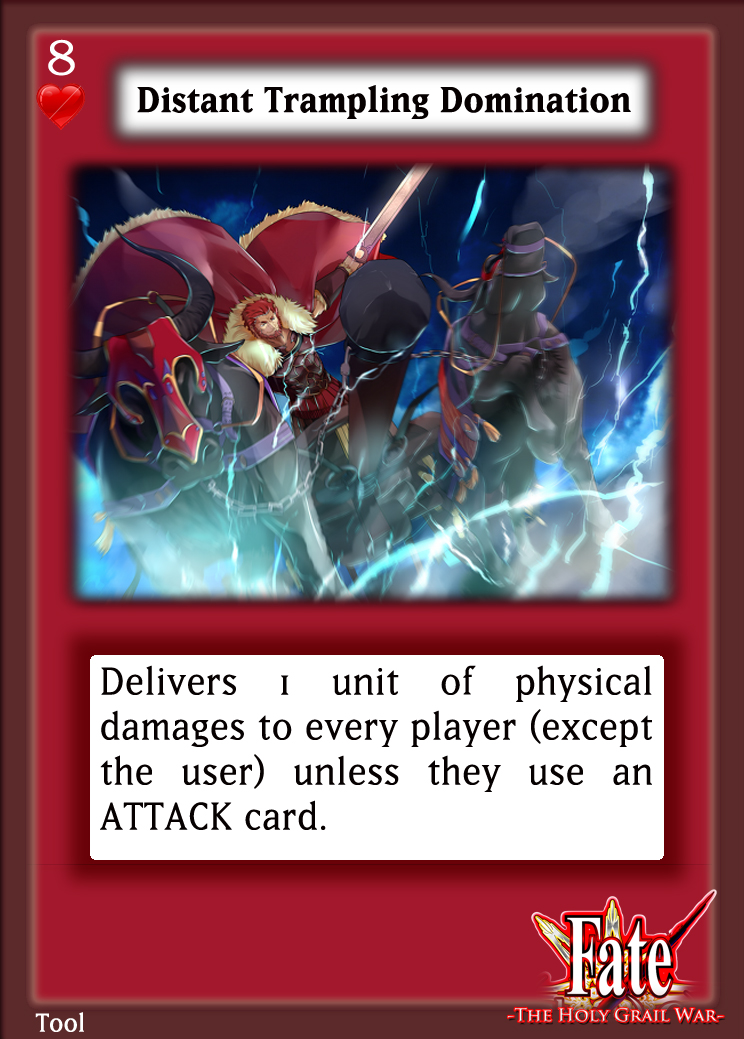 8
Distant Trampling Domination
Delivers 1 unit of physical
damages to every player (except
the user) unless they use an
ATTACK card.
Fate
-THE HOLY GRAIL WAR-
Tool